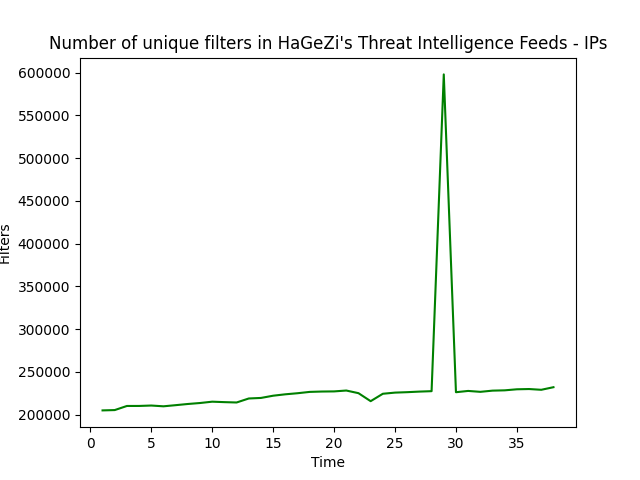 Number of unique filters in HaGeZi's Threat Intelligence Feeds - IPs
600000
550000
500000
450000
400000
350000
300000
250000
200000
Filters
0 5 10 15 20 25 30 35
Time